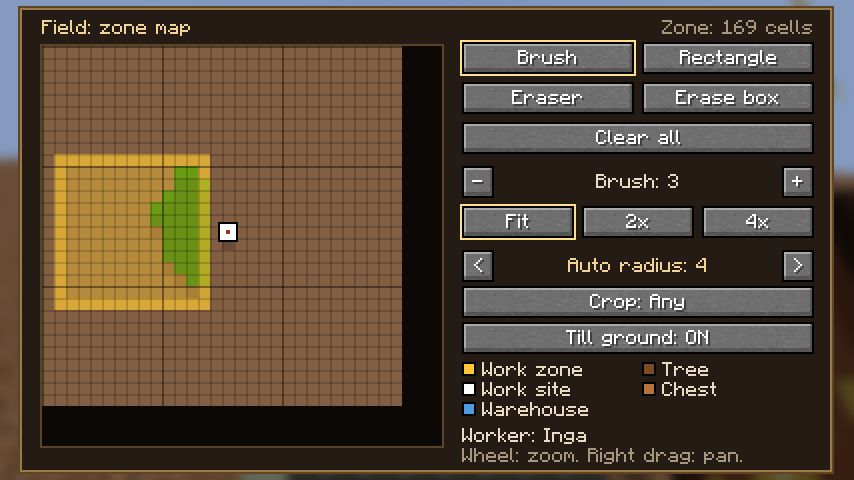 Field: zone map
Zone: 169 cells
Brush
Rectangle
Eraser
Erase box
Clear all
- Brush: 3 +
Fit
2x
4x
< Auto radius: 4 >
Crop: Any
Till ground: ON
Work zone
Tree
Work site
Chest
Warehouse
Worker: Inga
Wheel: zoom. Right drag: pan.